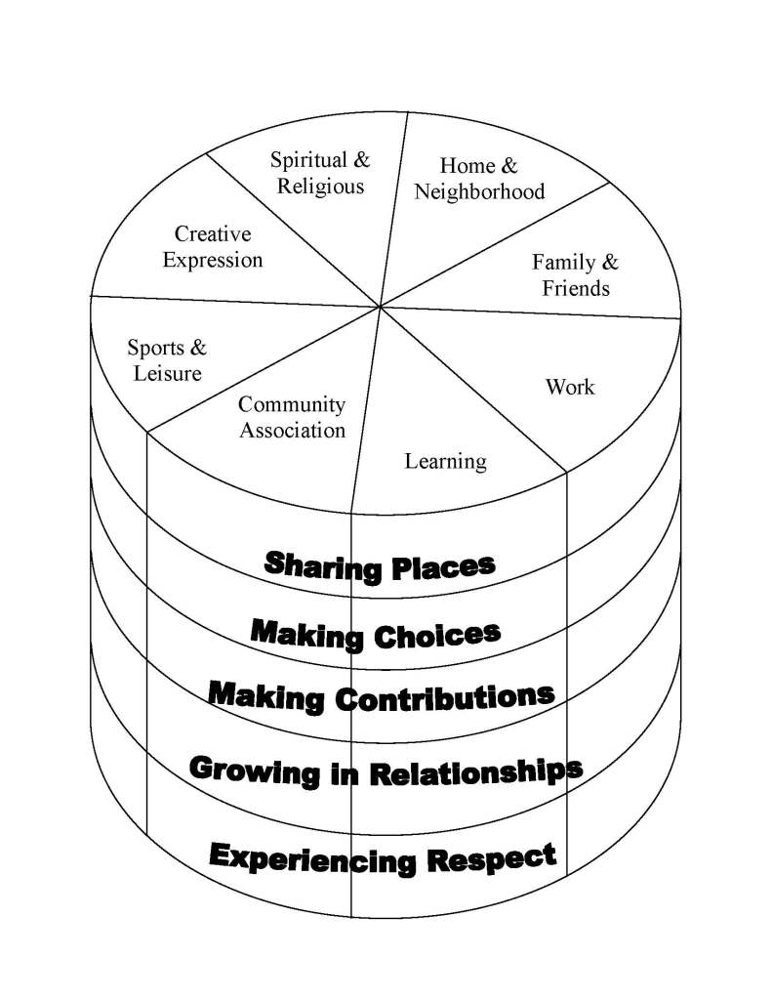 Spiritual &
Religious
Home &
Neighborhood
Creative
Expression
Family &
Friends
Sports &
Leisure
Work
Community
Association
Learning
Sharing Places
Making Choices
Making Contributions
Growing in Relationships
Experiencing Respect